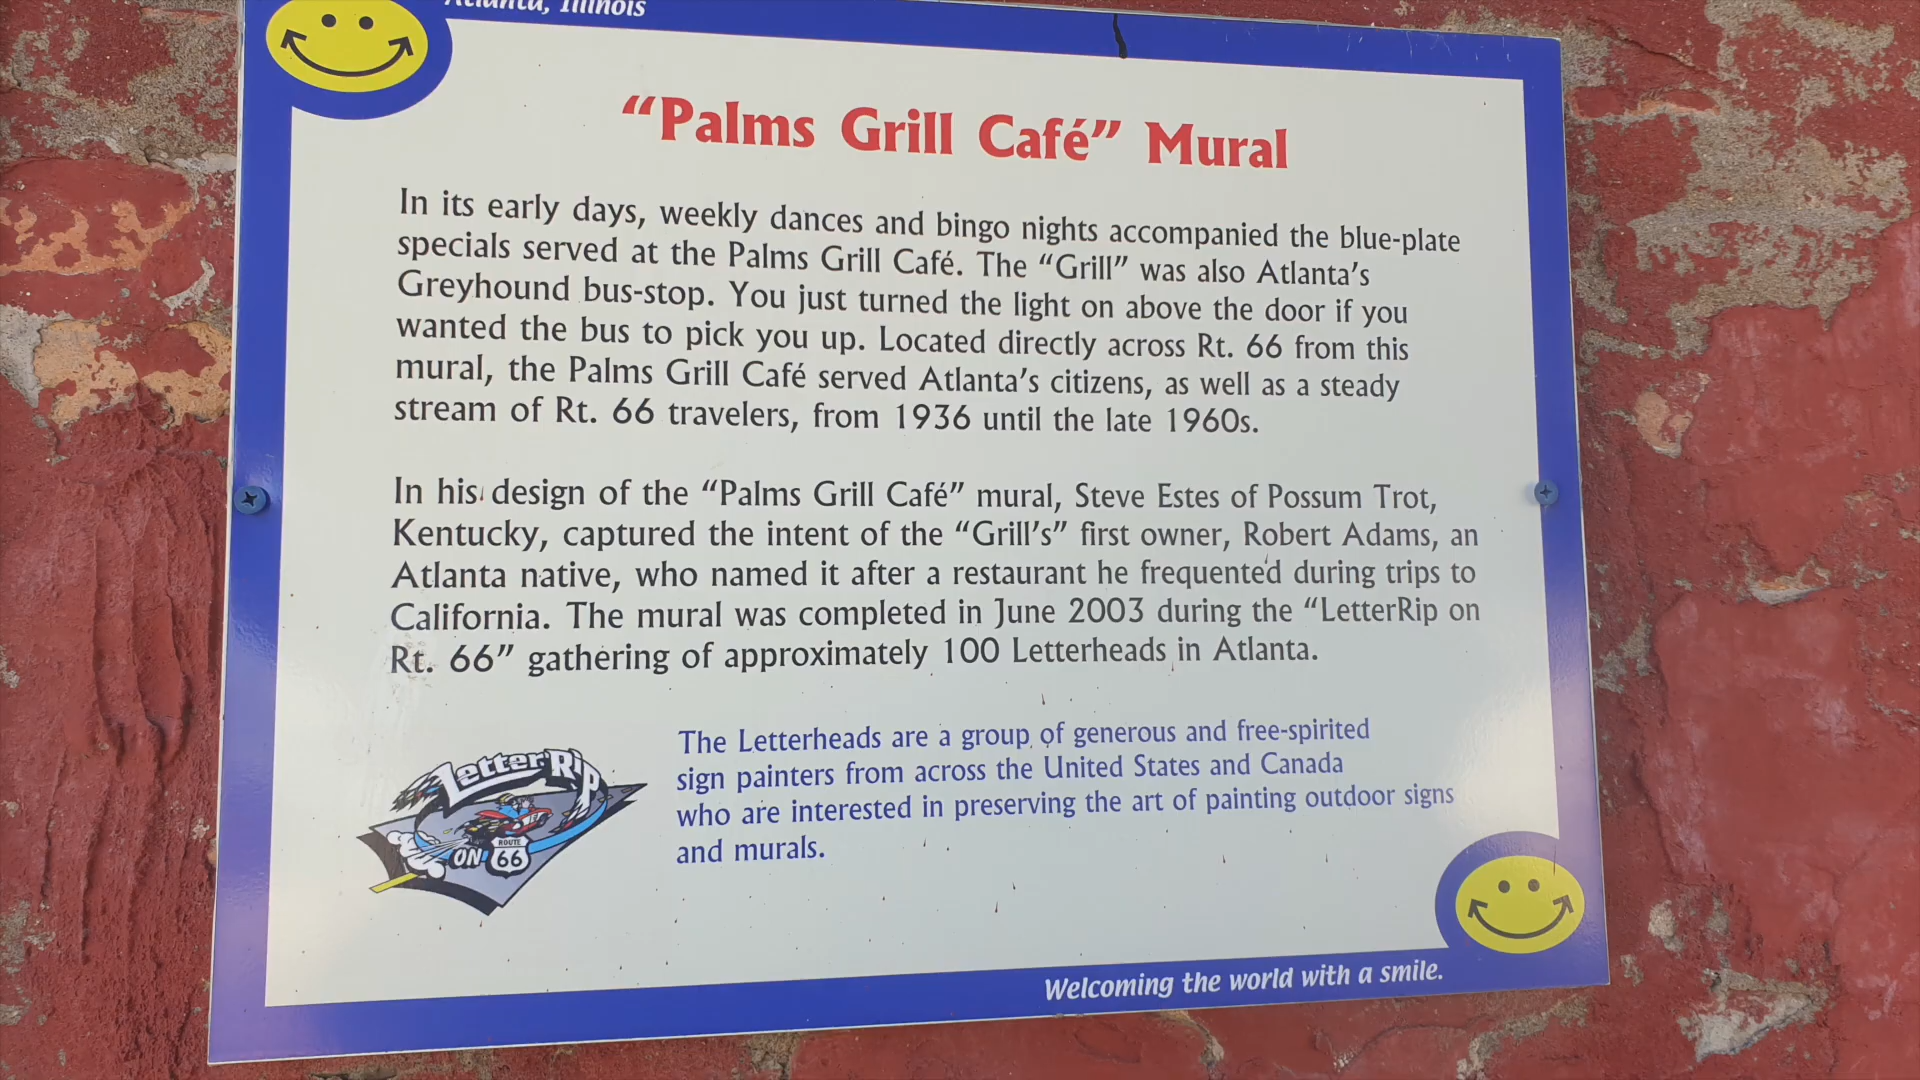 Atlanta, Illinois
“Palms Grill Café” Mural
In its early days, weekly dances and bingo nights accompanied the blue-plate
specials served at the Palms Grill Café. The “Grill” was also Atlanta’s
Greyhound bus-stop. You just turned the light on above the door if you
wanted the bus to pick you up. Located directly across Rt. 66 from this
mural, the Palms Grill Café served Atlanta’s citizens, as well as a steady
stream of Rt. 66 travelers, from 1936 until the late 1960s.
In his design of the “Palms Grill Café” mural, Steve Estes of Possum Trot,
Kentucky, captured the intent of the “Grill’s” first owner, Robert Adams, an
Atlanta native, who named it after a restaurant he frequented during trips to
California. The mural was completed in June 2003 during the “LetterRip on
Rt. 66” gathering of approximately 100 Letterheads in Atlanta.
LetterRip
ON
ROUTE
66
The Letterheads are a group of generous and free-spirited
sign painters from across the United States and Canada
who are interested in preserving the art of painting outdoor signs
and murals.
Welcoming the world with a smile.